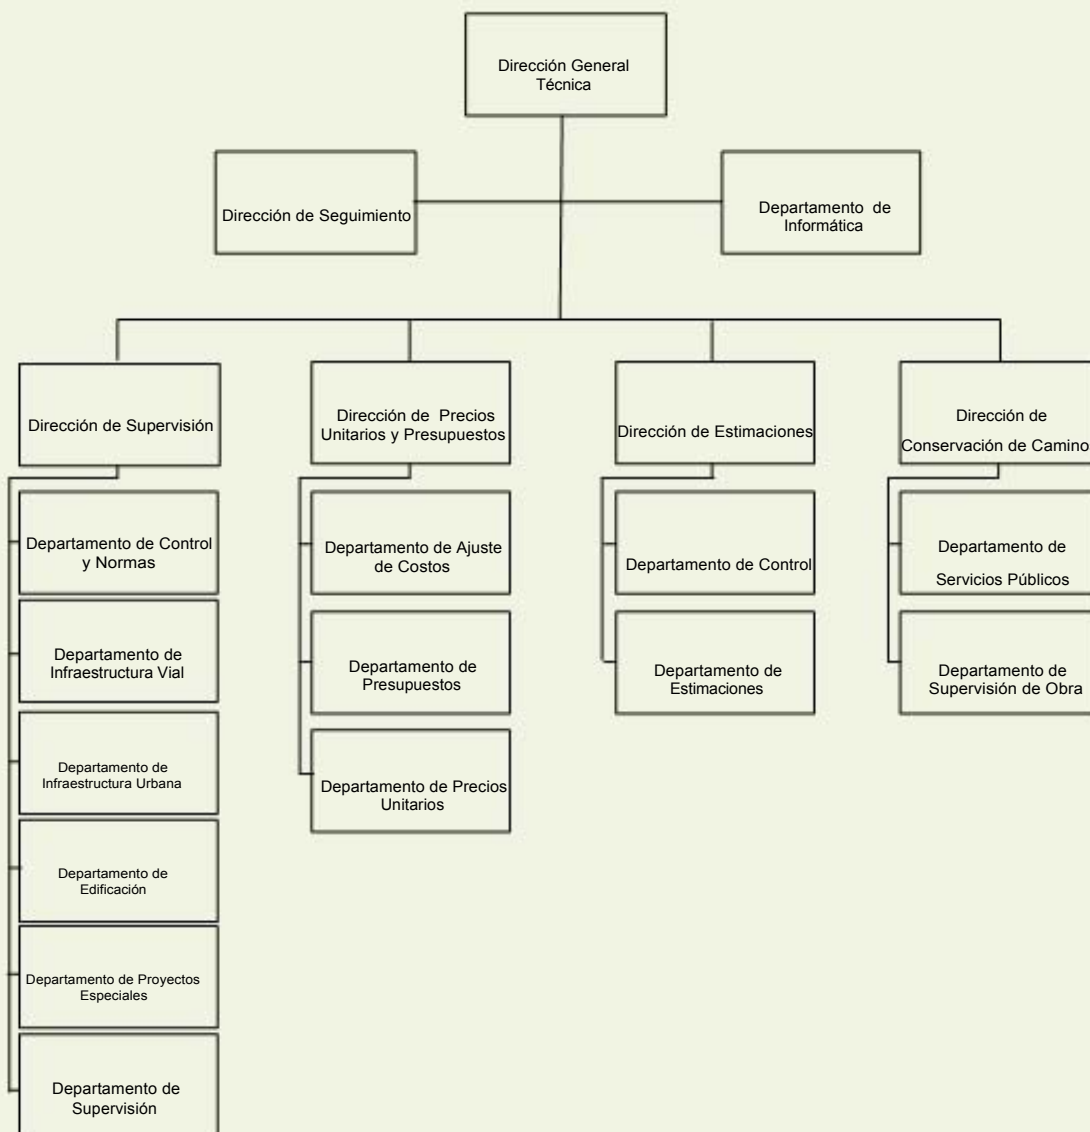 Dirección General
Técnica
Dirección de Seguimiento
Departamento de
Informática
Dirección de Supervisión
Dirección de Precios
Unitarios y Presupuestos
Dirección de Estimaciones
Dirección de
Conservación de Camino
Departamento de Control
y Normas
Departamento de
Infraestructura Vial
Departamento de
Infraestructura Urbana
Departamento de
Edificación
Departamento de Proyectos
Especiales
Departamento de
Supervisión
Departamento de Ajuste
de Costos
Departamento de
Presupuestos
Departamento de Precios
Unitarios
Departamento de Control
Departamento de
Estimaciones
Departamento de
Servicios Públicos
Departamento de
Supervisión de Obra